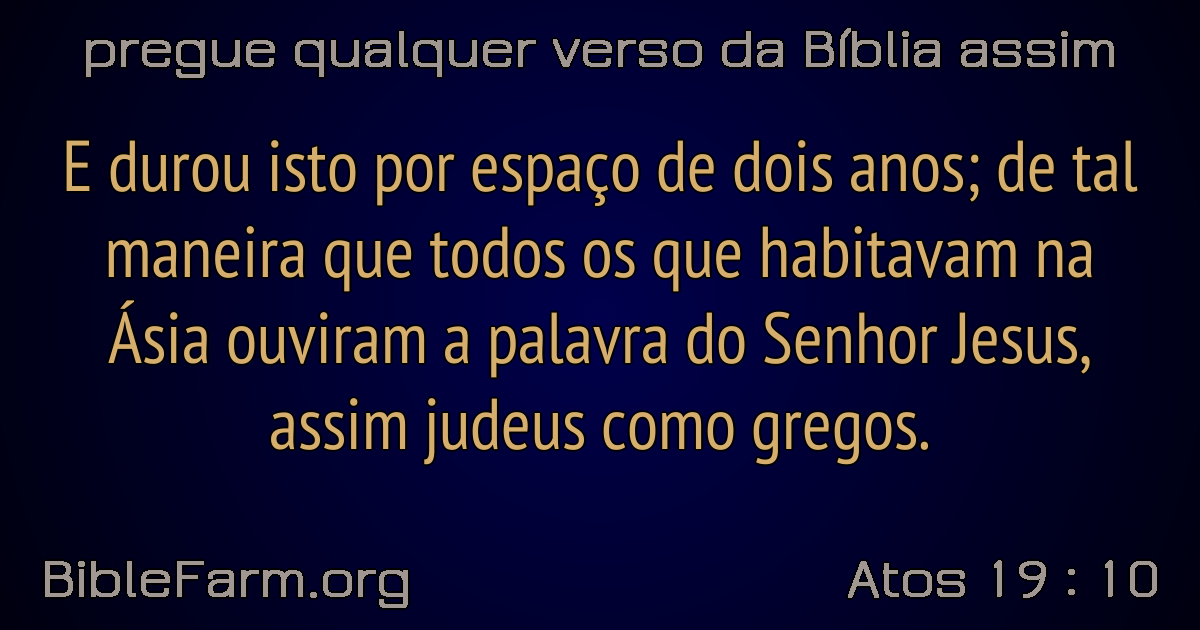 pregue qualquer verso da Bíblia assim
E durou isto por espaço de dois anos; de tal
maneira que todos os que habitavam na
Ásia ouviram a palavra do Senhor Jesus,
assim judeus como gregos.
BibleFarm.org
Atos 19 : 10